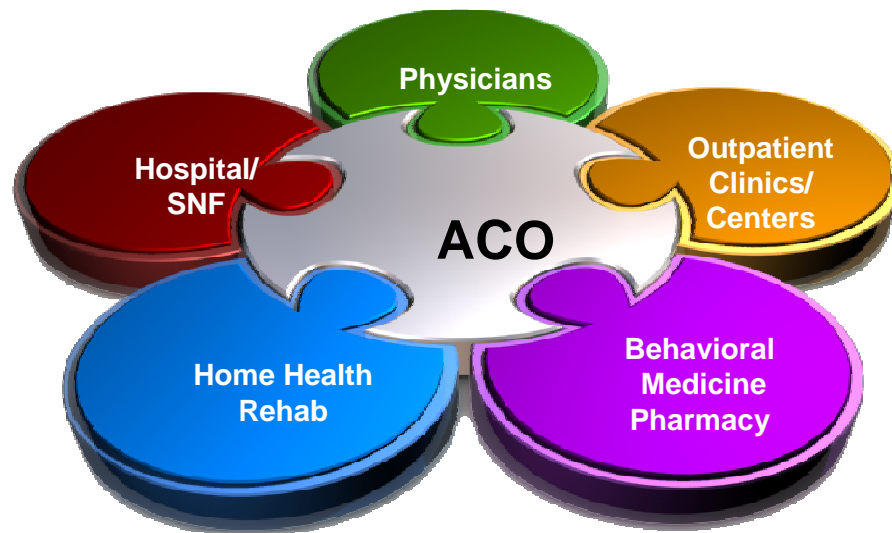 Physicians
Hospital/
SNF
Outpatient
Clinics/
Centers
ACO
Home Health
Rehab
Behavioral
Medicine
Pharmacy